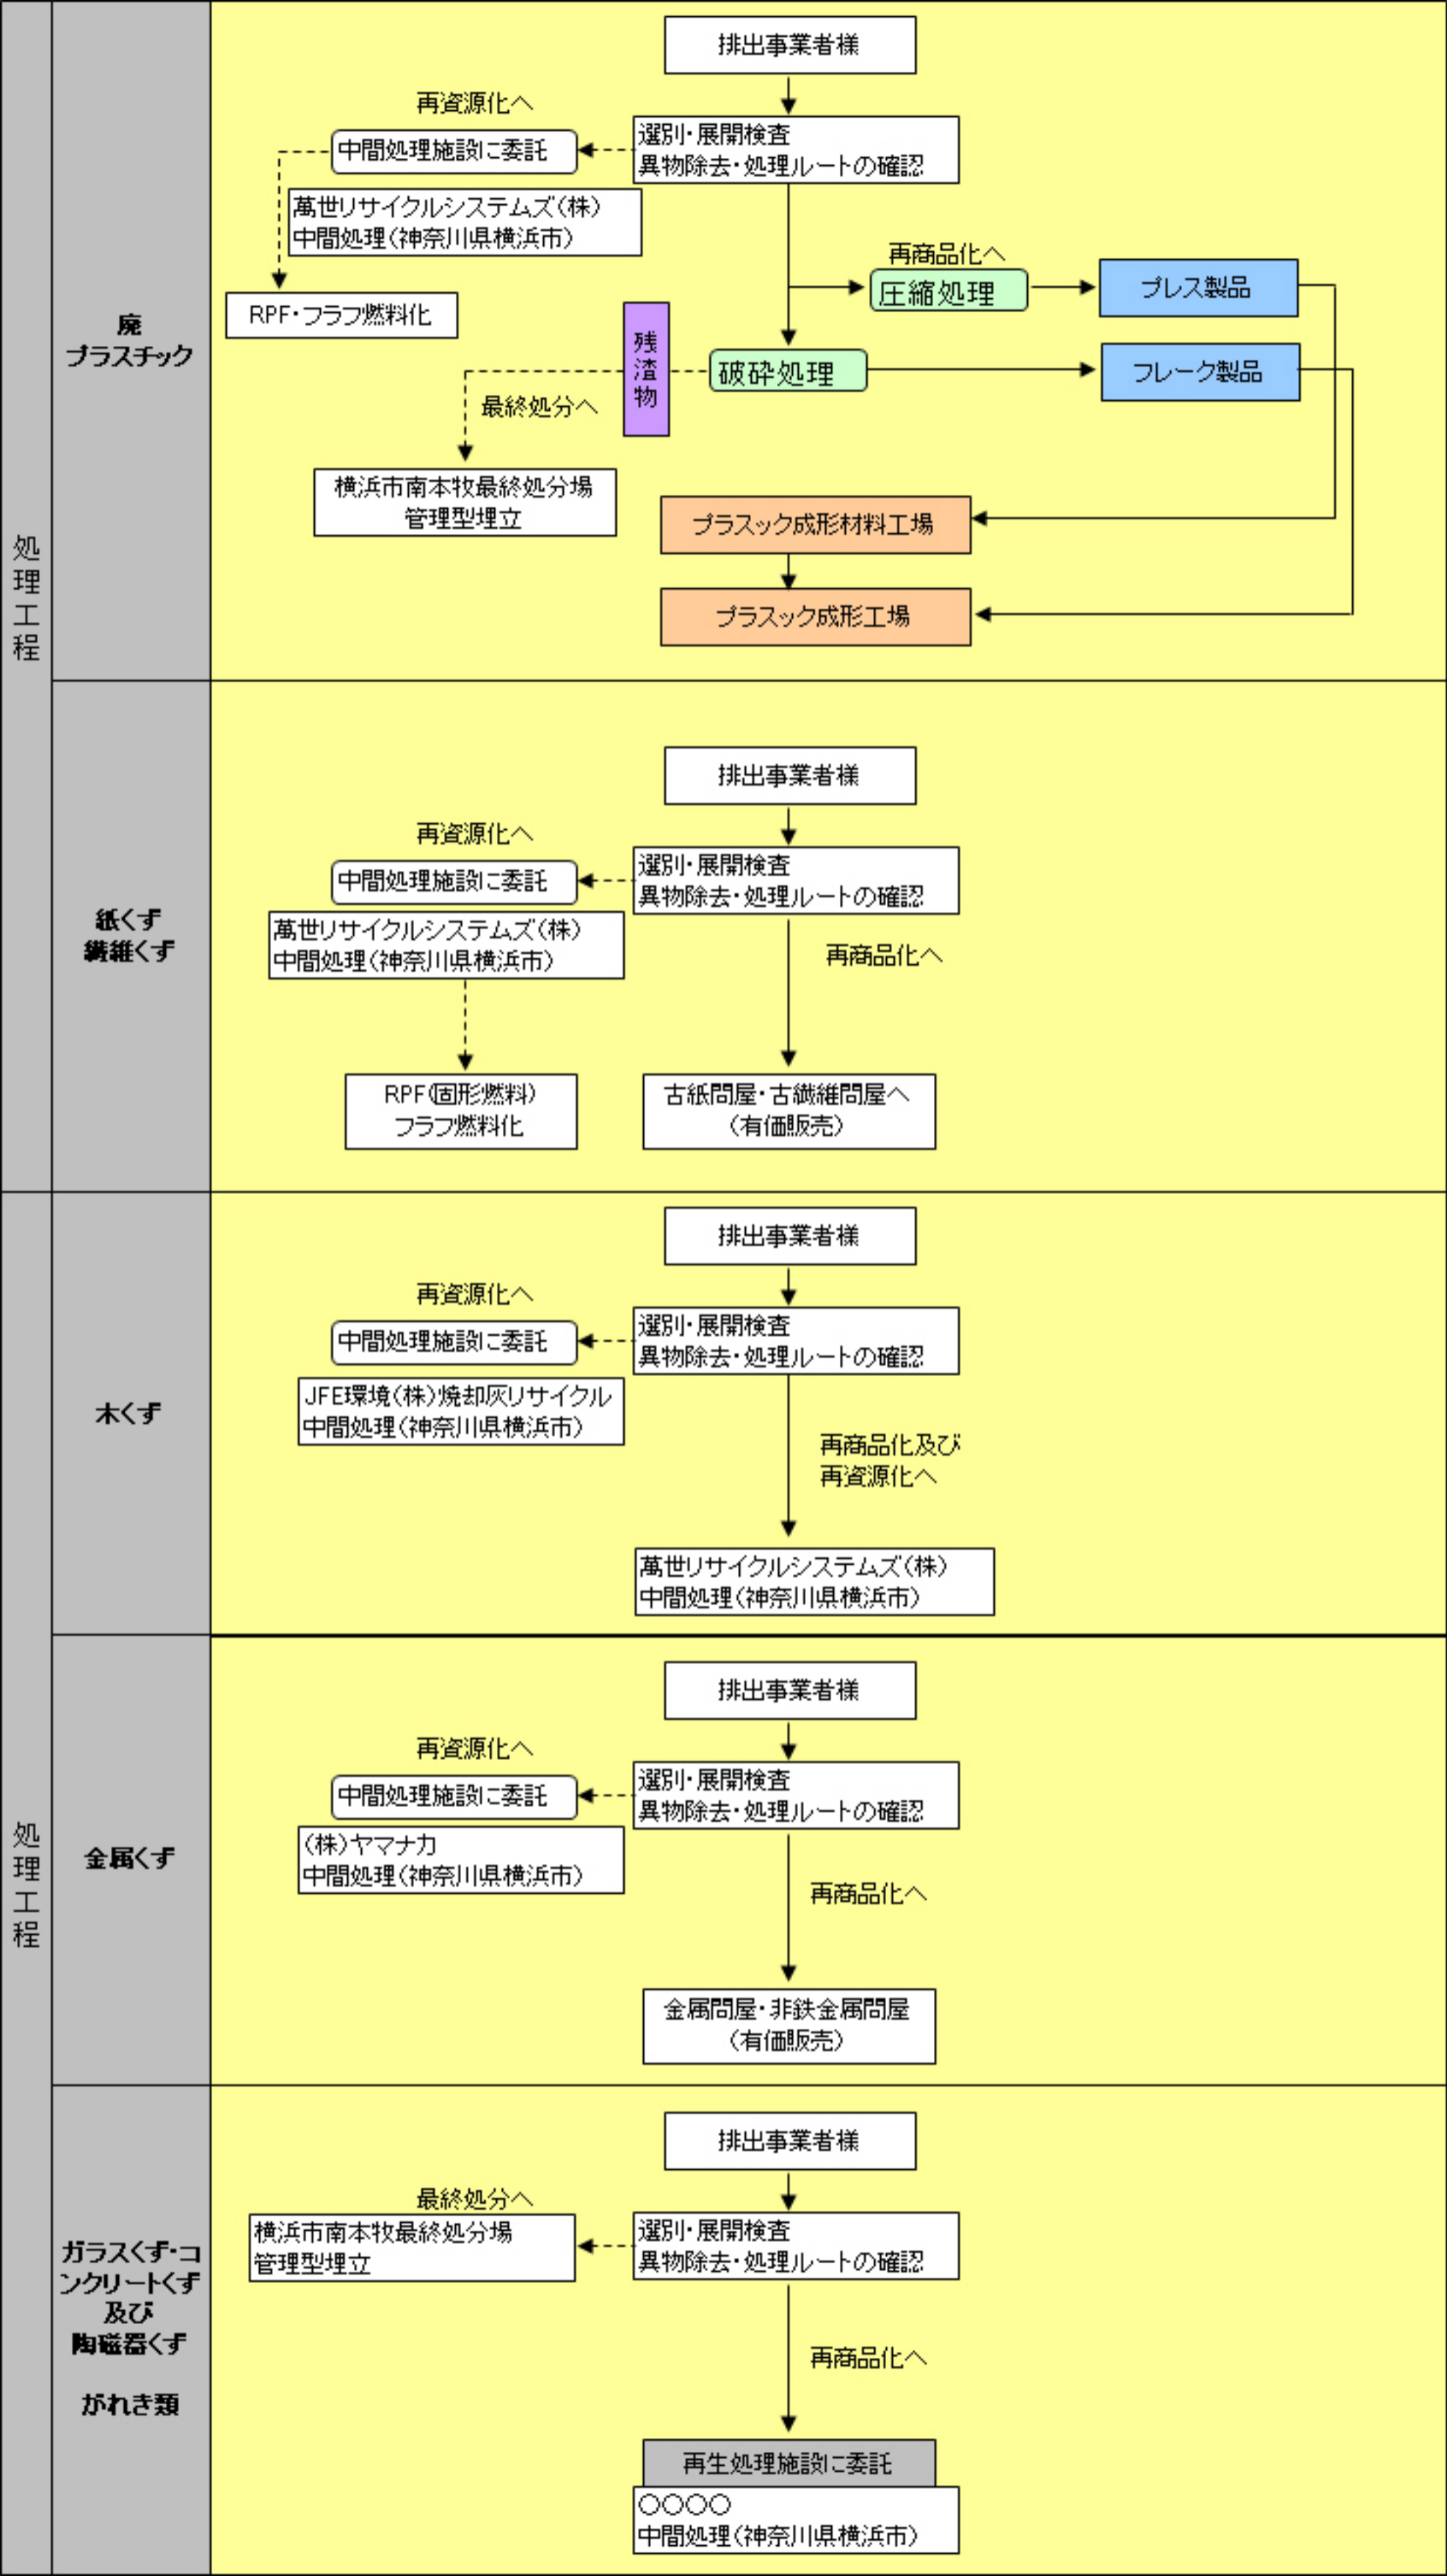 処理工程
廃
プラスチック
排出事業者様
再資源化へ
選別・展開検査
異物除去・処理ルートの確認
中間処理施設に委託
萬世リサイクルシステムズ(株)
中間処理(神奈川県横浜市)
RPF・フラフ燃料化
再商品化へ
圧縮処理
プレス製品
残渣物
破砕処理
フレーク製品
最終処分へ
横浜市南本牧最終処分場
管理型埋立
プラスック成形材料工場
プラスック成形工場
紙くず
繊維くず
排出事業者様
再資源化へ
選別・展開検査
異物除去・処理ルートの確認
中間処理施設に委託
萬世リサイクルシステムズ(株)
中間処理(神奈川県横浜市)
再商品化へ
RPF(固形燃料)
フラフ燃料化
古紙問屋・古繊維問屋へ
(有価販売)
処理工程
木くず
排出事業者様
再資源化へ
選別・展開検査
異物除去・処理ルートの確認
中間処理施設に委託
JFE環境(株)焼却灰リサイクル
中間処理(神奈川県横浜市)
再商品化及び
再資源化へ
萬世リサイクルシステムズ(株)
中間処理(神奈川県横浜市)
金属くず
排出事業者様
再資源化へ
選別・展開検査
異物除去・処理ルートの確認
中間処理施設に委託
(株)ヤマナカ
中間処理(神奈川県横浜市)
再商品化へ
金属問屋・非鉄金属問屋
(有価販売)
ガラスくず・コ
ンクリートくず
及び
陶磁器くず
がれき類
排出事業者様
最終処分へ
選別・展開検査
異物除去・処理ルートの確認
横浜市南本牧最終処分場
管理型埋立
再商品化へ
再生処理施設に委託
○○○○
中間処理(神奈川県横浜市)